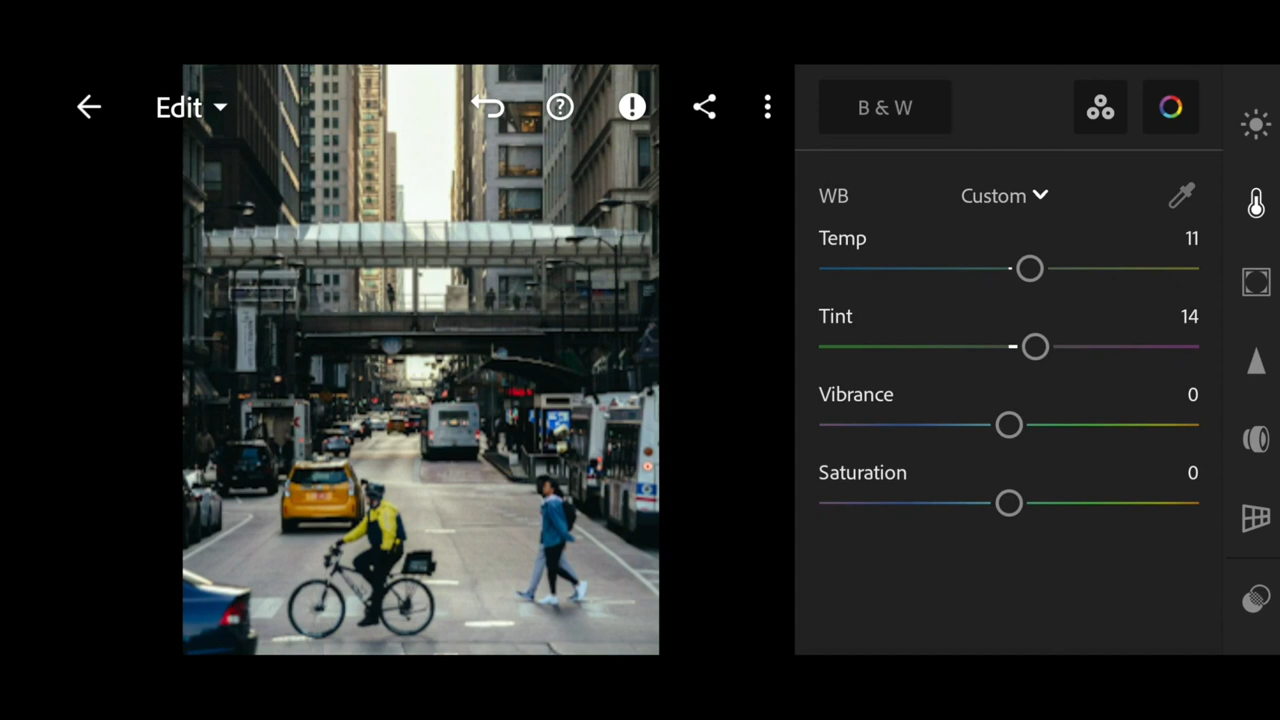 Edit
B & W
WB
Custom
Temp
11
Tint
14
Vibrance
0
Saturation
0